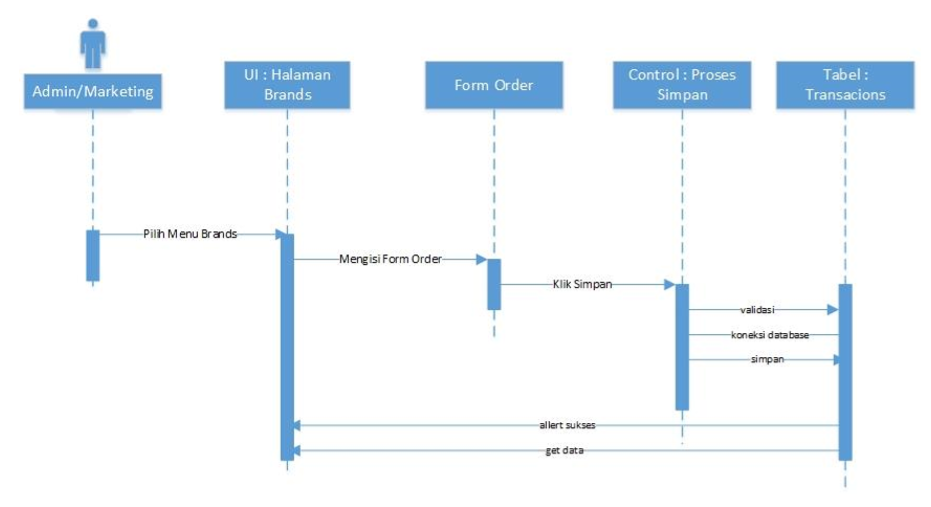 Admin/Marketing
UI : Halaman
Brands
Form Order
Control : Proses
Simpan
Tabel :
Transacions
Pilih Menu Brands
Mengisi Form Order
Klik Simpan
validasi
koneksi database
simpan
allert sukses
get data